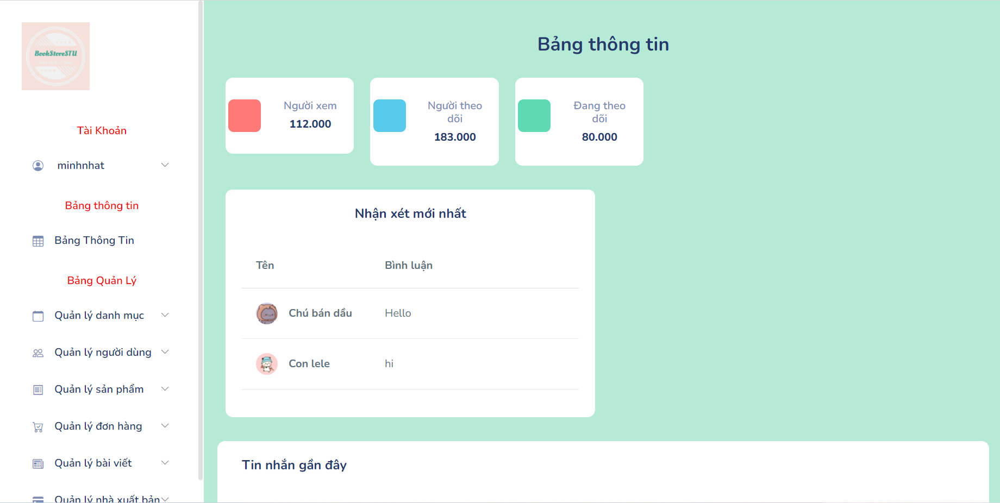 BookStoreSTU
Tài Khoản
minhnhat
Bảng thông tin
Bảng Thông Tin
Bảng Quản Lý
Quản lý danh mục
Quản lý người dùng
Quản lý sản phẩm
Quản lý đơn hàng
Quản lý bài viết
Quản lý nhà xuất bản
Bảng thông tin
Người xem
112.000
Người theo
dõi
183.000
Đang theo
dõi
80.000
Nhận xét mới nhất
Tên Bình luận
Chú bán dầu Hello
Con lele hi
Tin nhắn gần đây